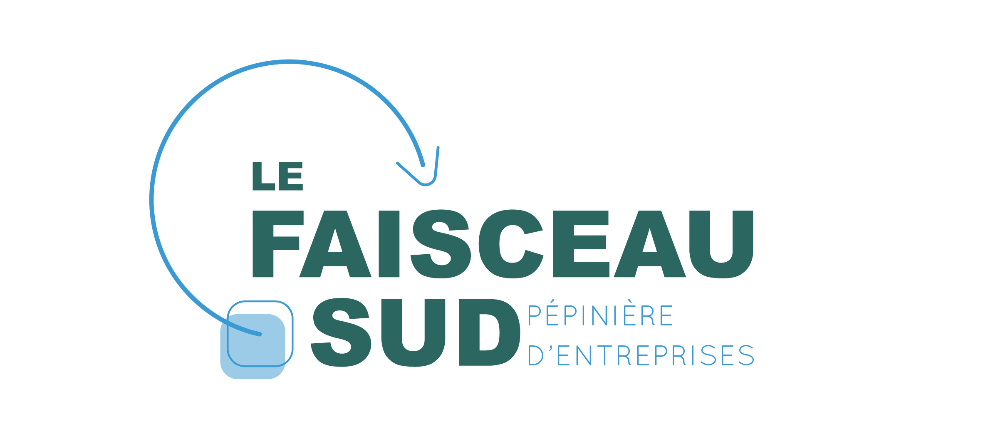 LE
FAISCEAU
SUD
PÉPINIÈRE
D'ENTREPRISES